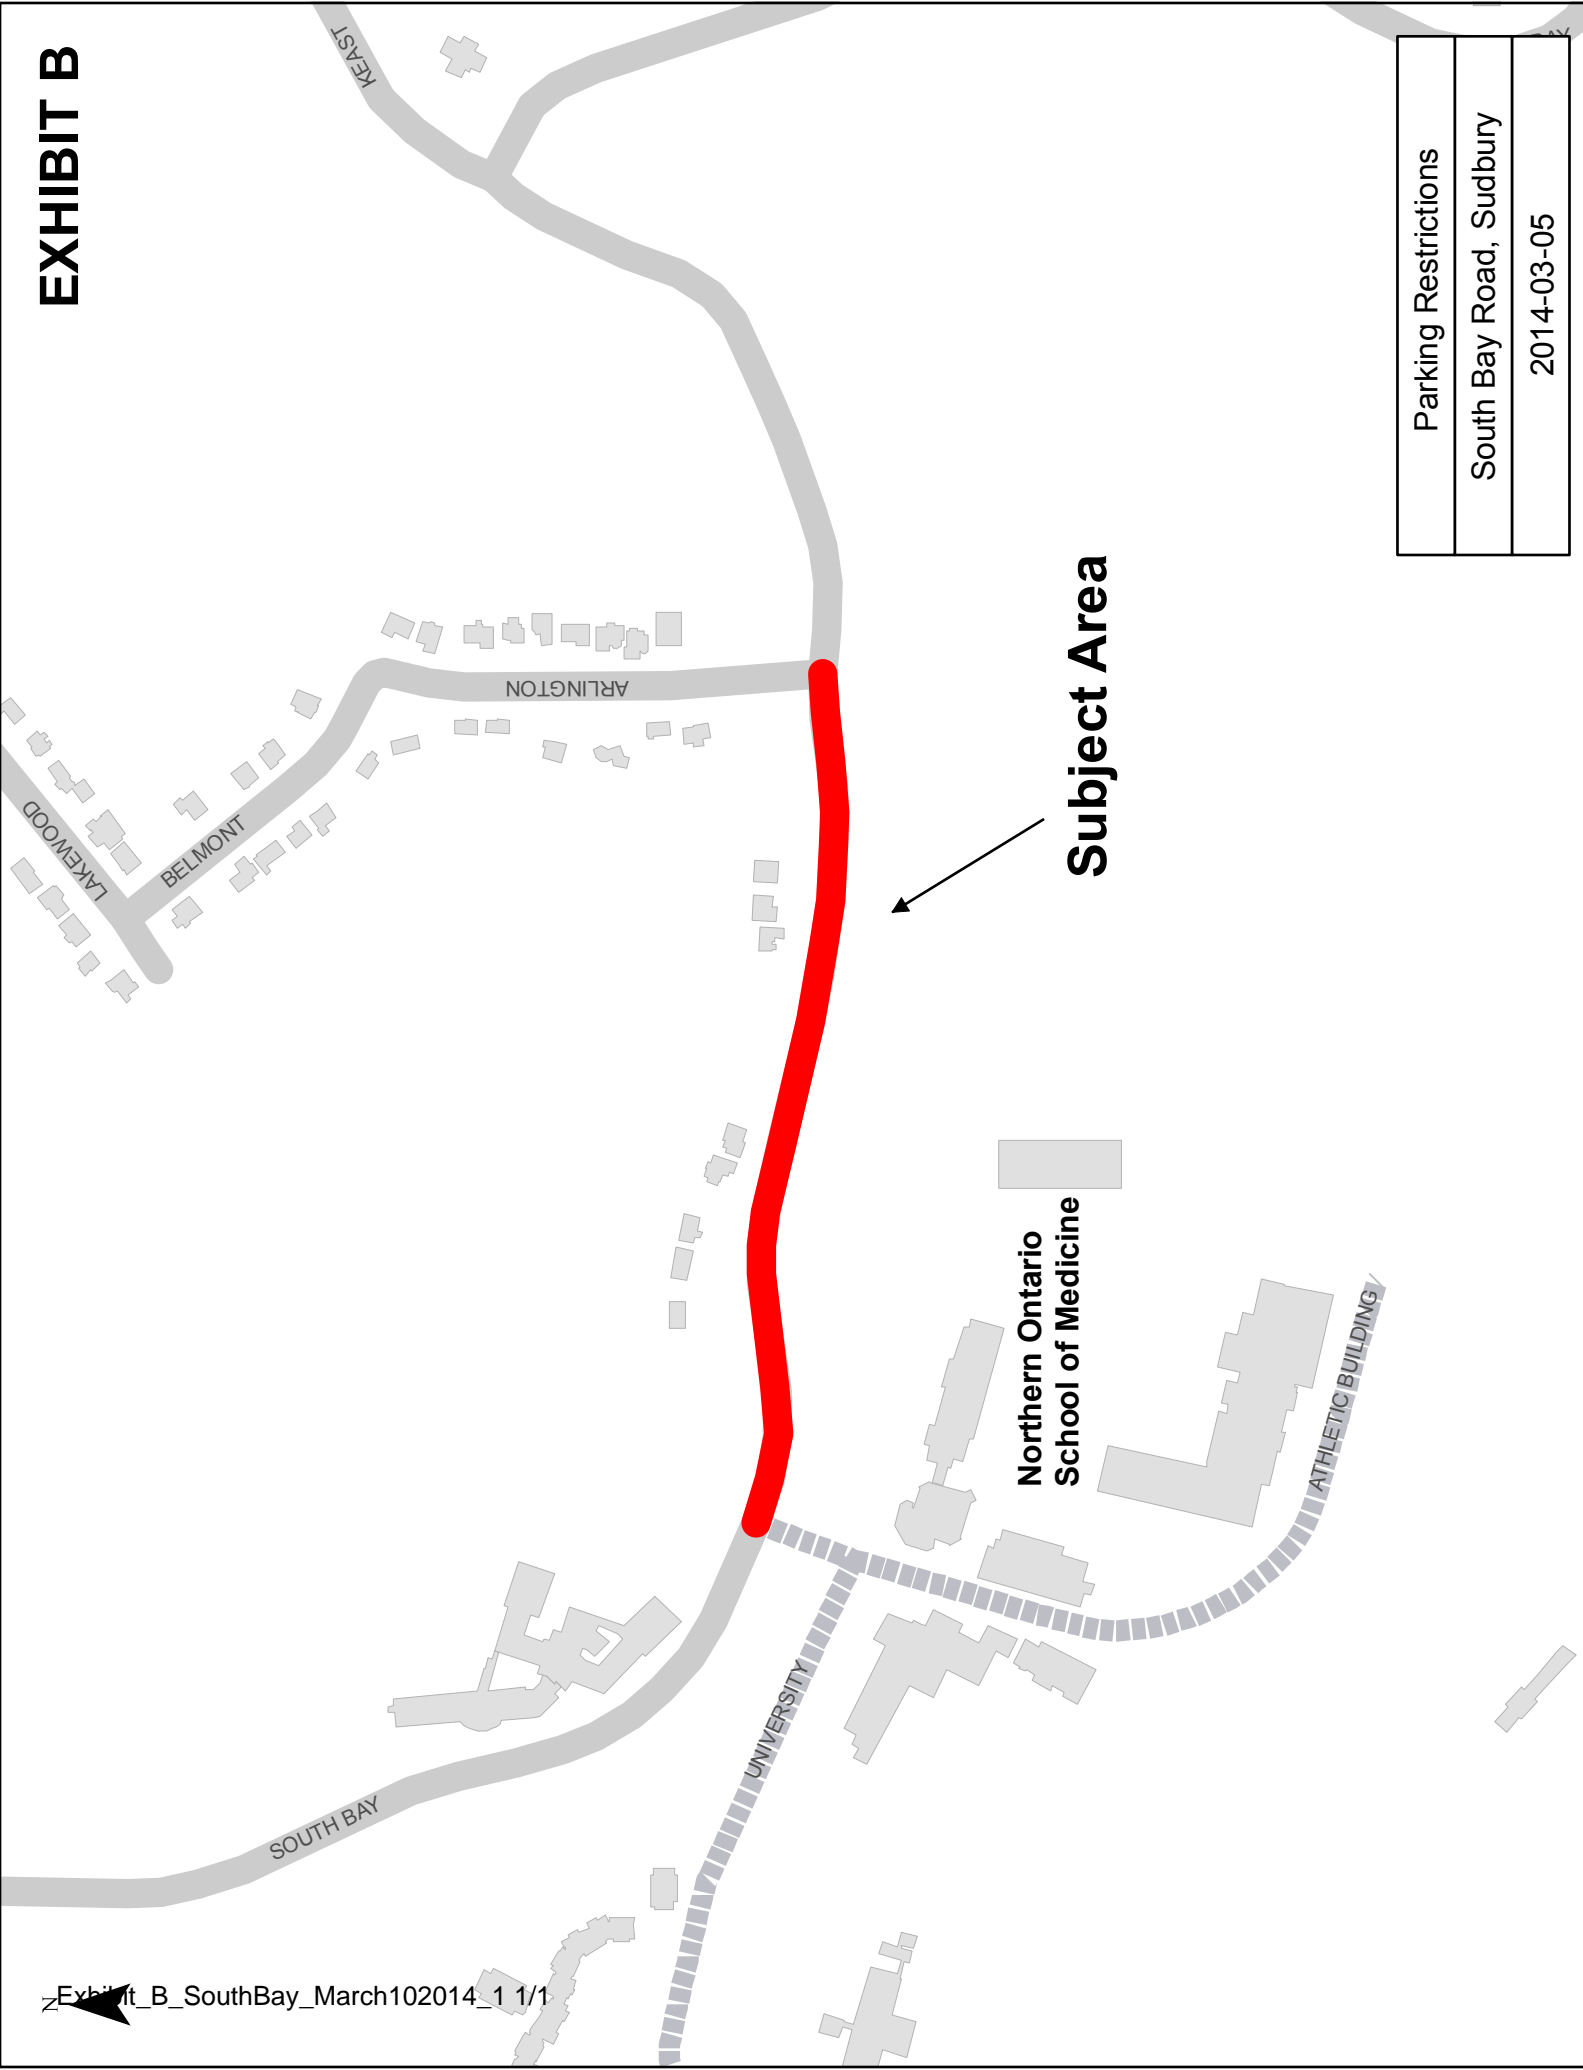 EXHIBIT B
KEAST
BAY
LAKEWOOD
BELMONT
ARLINGTON
Subject Area
Northern Ontario
School of Medicine
ATHLETIC BUILDING
UNIVERSITY
SOUTH BAY
Parking Restrictions
South Bay Road, Sudbury
2014-03-05
N
Exhibit_B_SouthBay_March102014_1 1/1